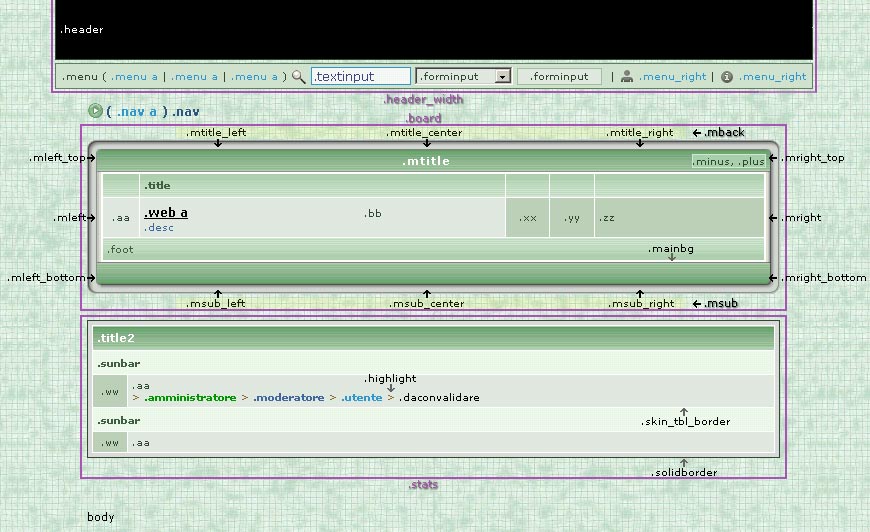 .header
.menu ( .menu a | .menu a | .menu a ) .textinput .forminput .forminput | .menu_right | .menu_right
.header_width
( .nav a ) .nav
.board
.mtitle_left .mtitle_center .mtitle_right .mback
.mleft_top .mtitle .minus, .plus .mright_top
.title
.mleft .aa .web a .bb .xx .yy .zz .mright
.desc
.foot .mainbg
.mleft_bottom .mright_bottom
.msub_left .msub_center .msub_right .msub
.title2
.sunbar
.highlight
.ww .aa
> .amministratore > .moderatore > .utente > .daconvalidare
.sunbar .skin_tbl_border
.ww .aa
.solidborder
.stats
body